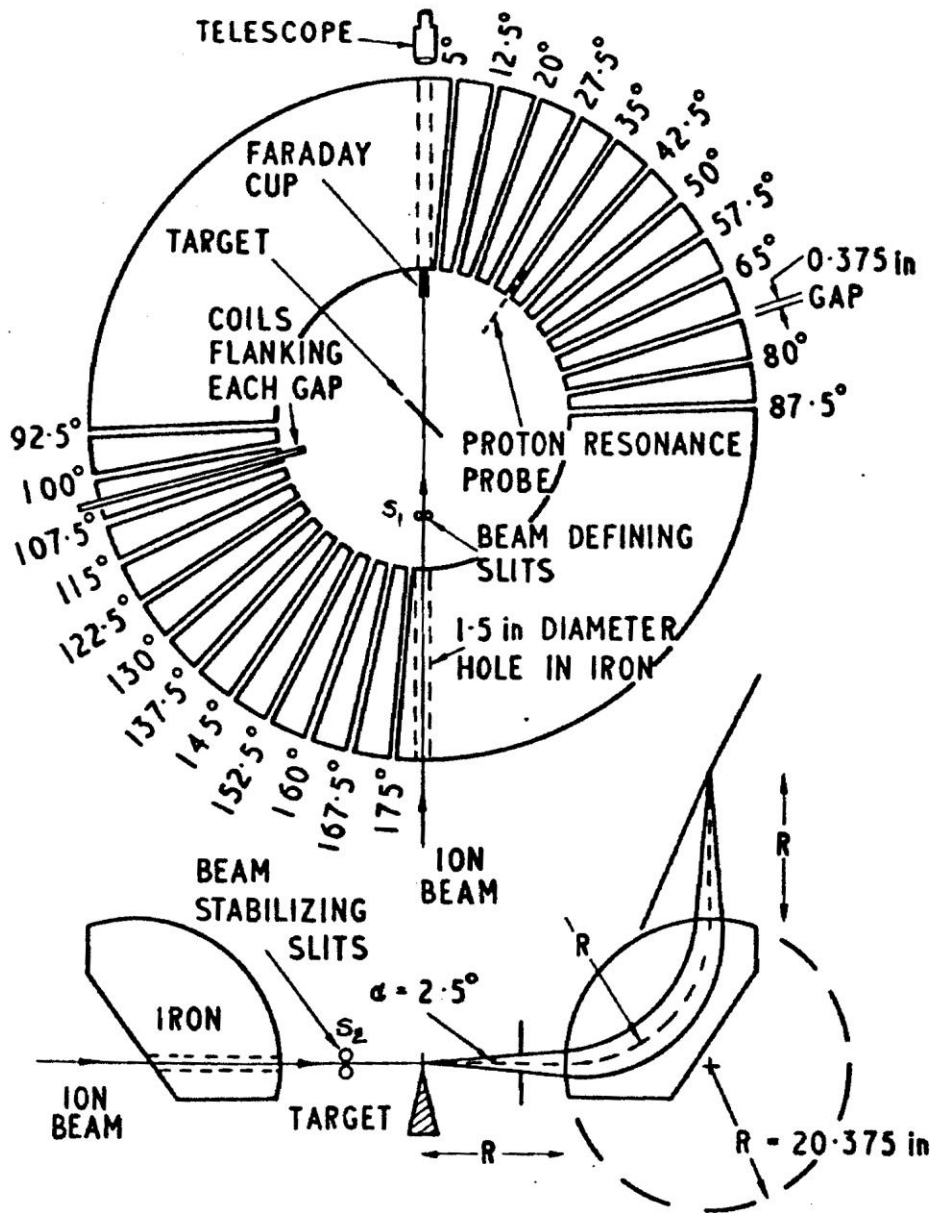 TELESCOPE
5°
12·5°
20°
27·5°
35°
42·5°
50°
57·5°
65°
0·375 in
GAP
80°
87·5°
FARADAY
CUP
TARGET
COILS
FLANKING
EACH GAP
92·5°
100°
107·5°
115°
122·5°
130°
137·5°
145°
152·5°
160°
167·5°
175°
PROTON RESONANCE
PROBE
S1
BEAM DEFINING
SLITS
1·5 in DIAMETER
HOLE IN IRON
ION
BEAM
BEAM
STABILIZING
SLITS
R
R
α = 2·5°
IRON
S2
ION
BEAM
TARGET
R
R = 20·375 in